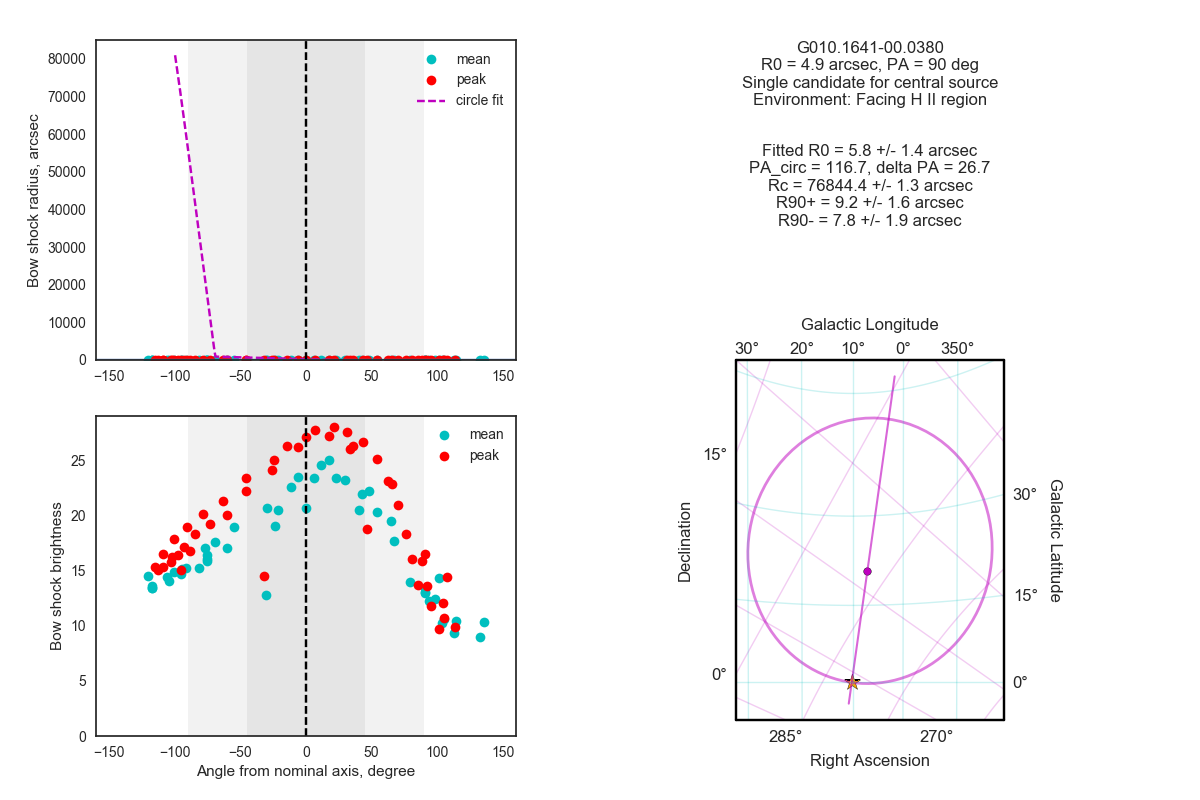 80000
70000
60000
50000
40000
30000
20000
10000
0
Bow shock radius, arcsec
mean
peak
circle fit
−150
−100
−50
0
50
100
150
25
20
15
10
5
0
Bow shock brightness
mean
peak
−150
−100
−50
0
50
100
150
Angle from nominal axis, degree
G010.1641-00.0380
R0 = 4.9 arcsec, PA = 90 deg
Single candidate for central source
Environment: Facing H II region
Fitted R0 = 5.8 +/- 1.4 arcsec
PA_circ = 116.7, delta PA = 26.7
Rc = 76844.4 +/- 1.3 arcsec
R90+ = 9.2 +/- 1.6 arcsec
R90- = 7.8 +/- 1.9 arcsec
Galactic Longitude
30°
20°
10°
0°
350°
15°
0°
Declination
30°
15°
0°
Galactic Latitude
285°
270°
Right Ascension